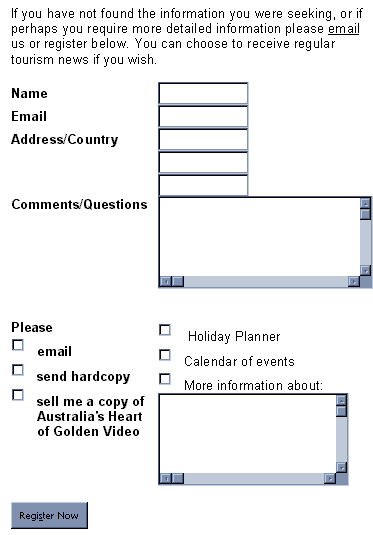 If you have not found the information you were seeking, or if
perhaps you require more detailed information please email
us or register below. You can choose to receive regular
tourism news if you wish.
Name
Email
Address/Country
Comments/Questions
Please
email
send hardcopy
sell me a copy of
Australia's Heart
of Golden Video
Holiday Planner
Calendar of events
More information about:
Register Now